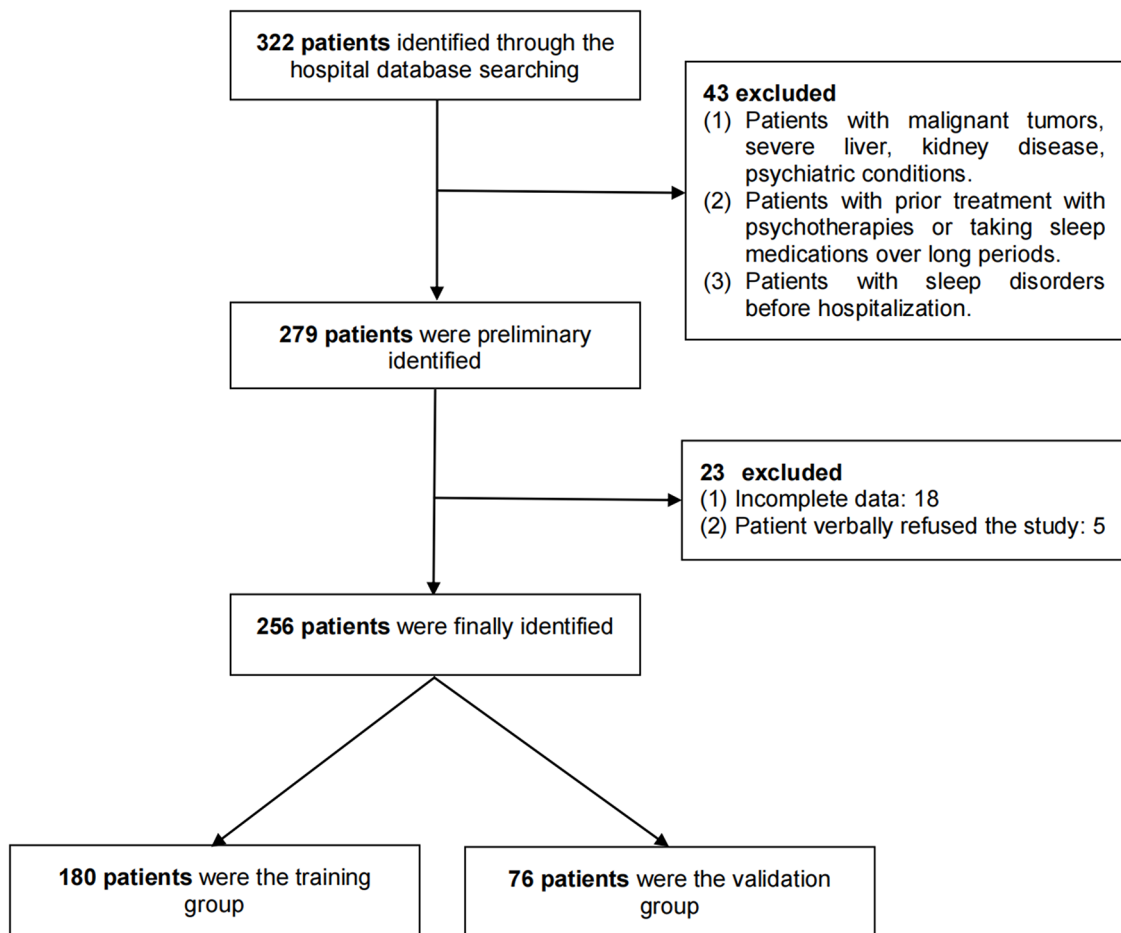 322 patients identified through the
hospital database searching
43 excluded
(1) Patients with malignant tumors,
severe liver, kidney disease,
psychiatric conditions.
(2) Patients with prior treatment with
psychotherapies or taking sleep
medications over long periods.
(3) Patients with sleep disorders
before hospitalization.
279 patients were preliminary
identified
23 excluded
(1) Incomplete data: 18
(2) Patient verbally refused the study: 5
256 patients were finally identified
180 patients were the training
group
76 patients were the validation
group